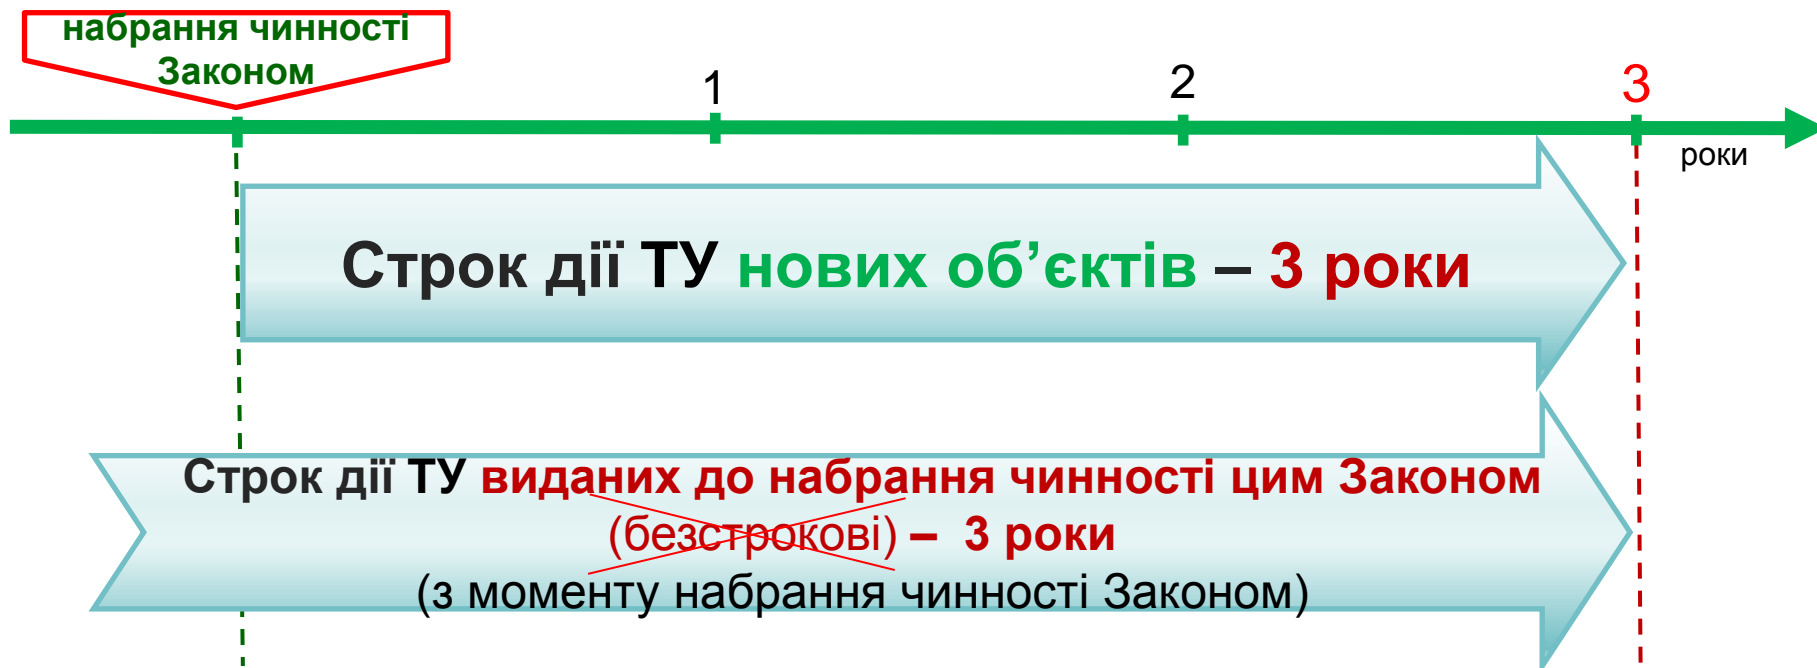 набрання чинності
Законом
1
2
3
роки
Строк дії ТУ нових об’єктів – 3 роки
Строк дії ТУ виданих до набрання чинності цим Законом
(безстрокові) – 3 роки
(з моменту набрання чинності Законом)